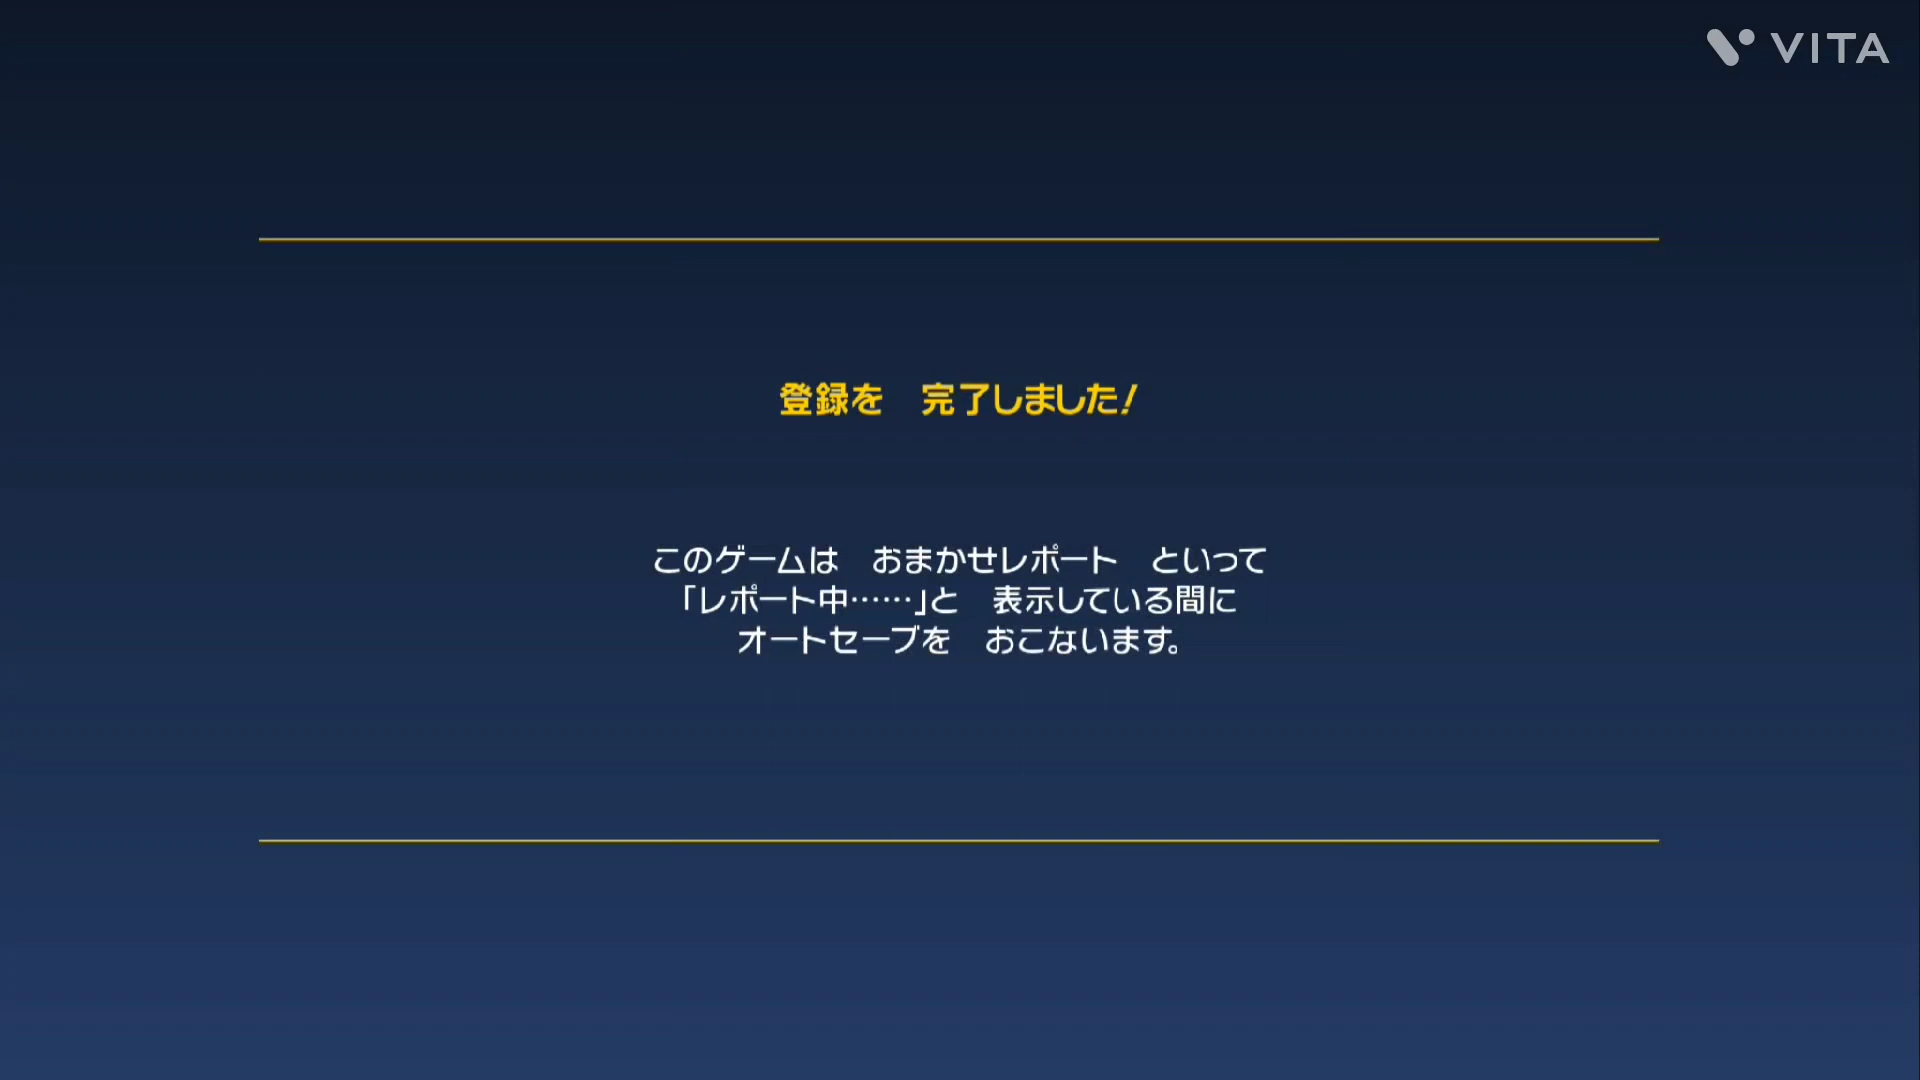 VITA
登録を　完了しました！
このゲームは　おまかせレポート　といって
「レポート中……」と　表示している間に
オートセーブを　おこないます。